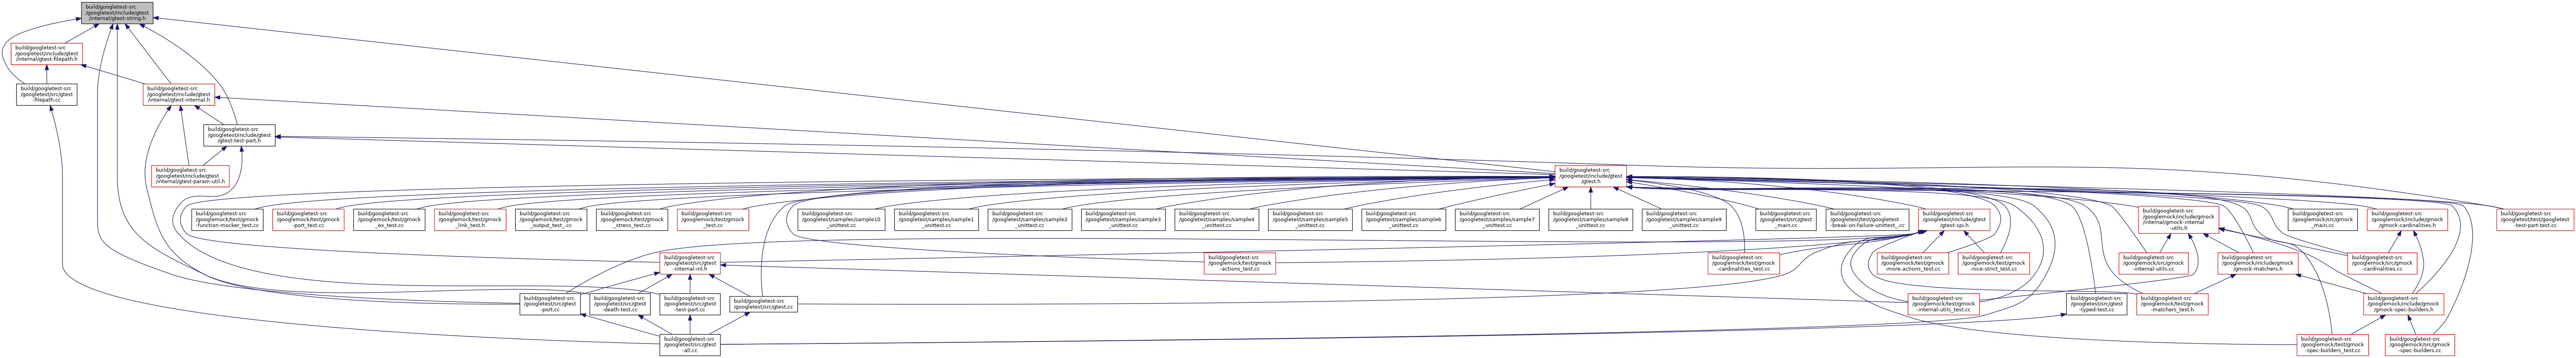 build/googletest-src
/googletest/include/gtest
/internal/gtest-string.h
build/googletest-src
/googletest/include/gtest
/internal/gtest-filepath.h
build/googletest-src
/googletest/src/gtest
-filepath.cc
build/googletest-src
/googletest/include/gtest
/internal/gtest-internal.h
build/googletest-src
/googletest/include/gtest
/gtest-test-part.h
build/googletest-src
/googletest/include/gtest
/internal/gtest-param-util.h
build/googletest-src
/googletest/include/gtest
/gtest.h
build/googletest-src
/googlemock/test/gmock
-function-mocker_test.cc
build/googletest-src
/googlemock/test/gmock
-port_test.cc
build/googletest-src
/googlemock/test/gmock
_ex_test.cc
build/googletest-src
/googlemock/test/gmock
_link_test.h
build/googletest-src
/googlemock/test/gmock
_output_test_.cc
build/googletest-src
/googlemock/test/gmock
_stress_test.cc
build/googletest-src
/googlemock/test/gmock
_test.cc
build/googletest-src
/googletest/samples/sample10
_unittest.cc
build/googletest-src
/googletest/samples/sample1
_unittest.cc
build/googletest-src
/googletest/samples/sample2
_unittest.cc
build/googletest-src
/googletest/samples/sample3
_unittest.cc
build/googletest-src
/googletest/samples/sample4
_unittest.cc
build/googletest-src
/googletest/samples/sample5
_unittest.cc
build/googletest-src
/googletest/samples/sample6
_unittest.cc
build/googletest-src
/googletest/samples/sample7
_unittest.cc
build/googletest-src
/googletest/samples/sample8
_unittest.cc
build/googletest-src
/googletest/samples/sample9
_unittest.cc
build/googletest-src
/googletest/src/gtest
_main.cc
build/googletest-src
/googletest/test/googletest
-break-on-failure-unittest_.cc
build/googletest-src
/googletest/include/gtest
/gtest-spi.h
build/googletest-src
/googlemock/include/gmock
/internal/gmock-internal
-utils.h
build/googletest-src
/googlemock/src/gmock
_main.cc
build/googletest-src
/googlemock/include/gmock
/gmock-cardinalities.h
build/googletest-src
/googletest/test/googletest
-test-part-test.cc
build/googletest-src
/googletest/src/gtest
-internal-inl.h
build/googletest-src
/googlemock/test/gmock
-actions_test.cc
build/googletest-src
/googlemock/test/gmock
-cardinalities_test.cc
build/googletest-src
/googlemock/test/gmock
-more-actions_test.cc
build/googletest-src
/googlemock/test/gmock
-nice-strict_test.cc
build/googletest-src
/googlemock/src/gmock
-internal-utils.cc
build/googletest-src
/googlemock/include/gmock
/gmock-matchers.h
build/googletest-src
/googlemock/src/gmock
-cardinalities.cc
build/googletest-src
/googletest/src/gtest
-port.cc
build/googletest-src
/googletest/src/gtest
-death-test.cc
build/googletest-src
/googletest/src/gtest
-test-part.cc
build/googletest-src
/googletest/src/gtest.cc
build/googletest-src
/googlemock/test/gmock
-internal-utils_test.cc
build/googletest-src
/googletest/src/gtest
-typed-test.cc
build/googletest-src
/googlemock/test/gmock
-matchers_test.h
build/googletest-src
/googlemock/include/gmock
/gmock-spec-builders.h
build/googletest-src
/googletest/src/gtest
-all.cc
build/googletest-src
/googlemock/test/gmock
-spec-builders_test.cc
build/googletest-src
/googlemock/src/gmock
-spec-builders.cc